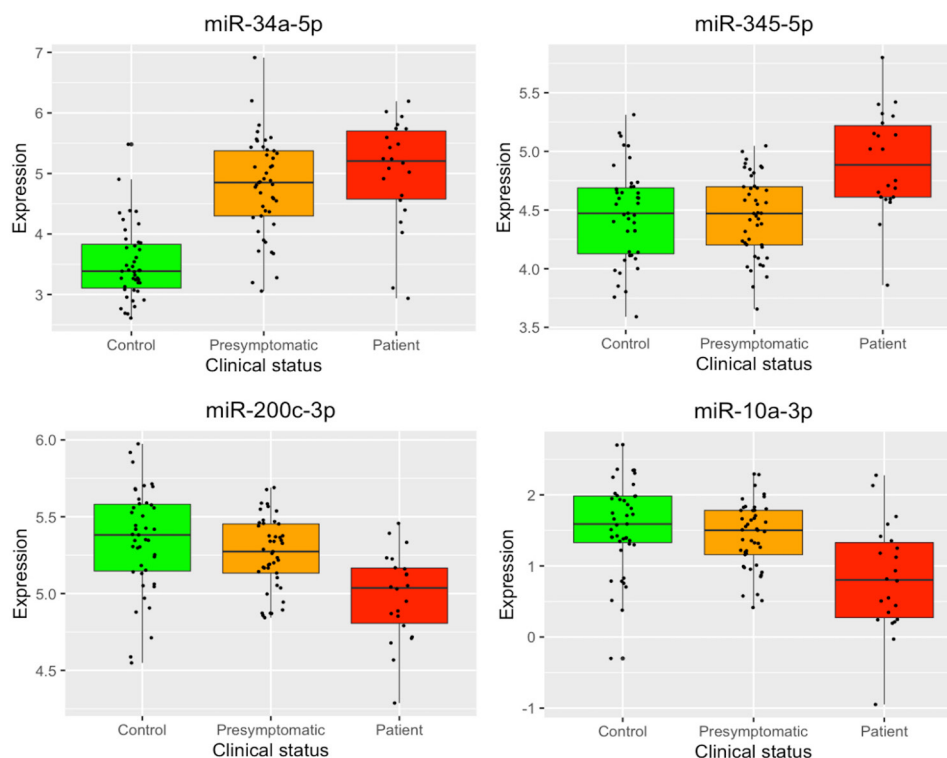 miR-34a-5p
7
6
5
4
3
Expression
Control
Presymptomatic
Patient
Clinical status
miR-345-5p
5.5
5.0
4.5
4.0
3.5
Expression
Control
Presymptomatic
Patient
Clinical status
miR-200c-3p
6.0
5.5
5.0
4.5
Expression
Control
Presymptomatic
Patient
Clinical status
miR-10a-3p
2
1
0
-1
Expression
Control
Presymptomatic
Patient
Clinical status